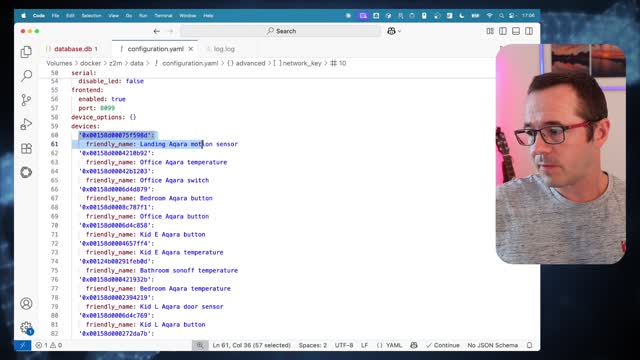 Code File Edit Selection View Go Run Window Help 17:06
Search
database.db 1 configuration.yaml log.log
Volumes > docker > z2m > data > configuration.yaml > {} advanced > [ ] network_key > # 10
50 serial:
54 disable_led: false
55 frontend:
56 enabled: true
57 port: 8099
58 device_options: {}
59 devices:
60 '0x00158d00075f598d':
61 friendly_name: Landing Aqara motion sensor
62 '0x00158d0004210b92':
63 friendly_name: Office Aqara temperature
64 '0x00158d00042b1203':
65 friendly_name: Office Aqara switch
66 '0x00158d0006d4d879':
67 friendly_name: Bedroom Aqara button
68 '0x00158d0008c787f1':
69 friendly_name: Office Aqara button
70 '0x00158d0006d4c858':
71 friendly_name: Kid E Aqara button
72 '0x00158d0004657ff4':
73 friendly_name: Kid E Aqara temperature
74 '0x00124b00291feb0d':
75 friendly_name: Bathroom sonoff temperature
76 '0x00158d000421932b':
77 friendly_name: Bedroom Aqara temperature
78 '0x00158d0002394219':
79 friendly_name: Kid L Aqara door sensor
80 '0x00158d0006d4c769':
81 friendly_name: Kid L Aqara button
82 '0x00158d000272da7b':
1 0 Ln 61, Col 36 (57 selected) Spaces: 2 UTF-8 LF {} YAML Continue No JSON Schema